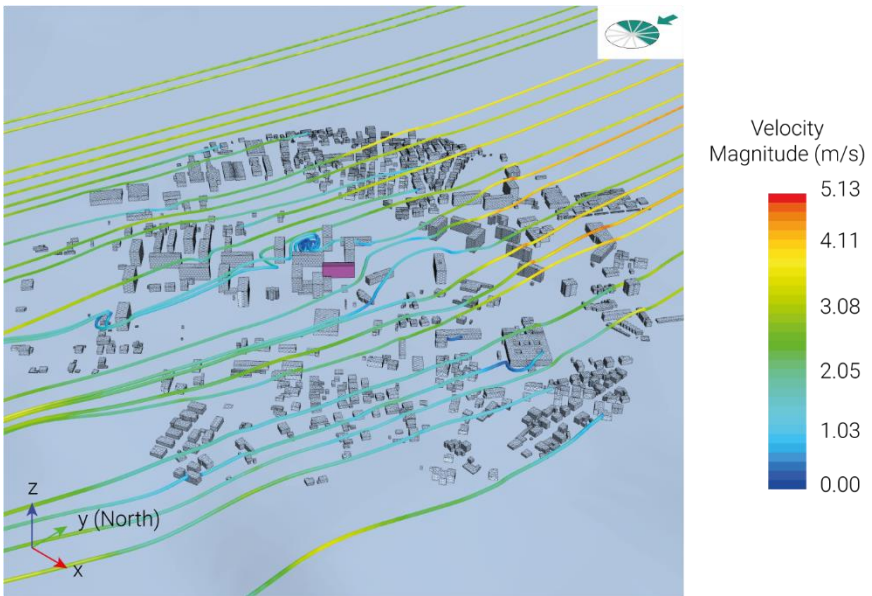 Velocity
Magnitude (m/s)
5.13
4.11
3.08
2.05
1.03
0.00
z
y (North)
x